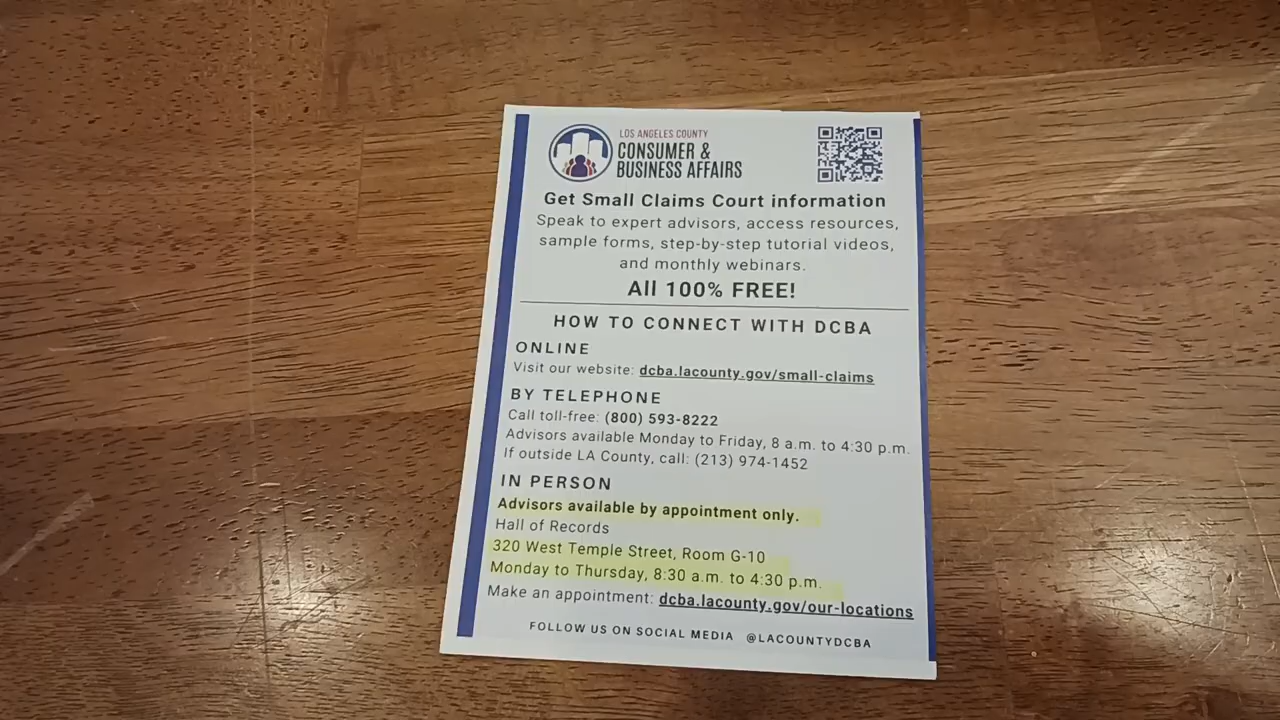 LOS ANGELES COUNTY
CONSUMER &
BUSINESS AFFAIRS
Get Small Claims Court information
Speak to expert advisors, access resources,
sample forms, step-by-step tutorial videos,
and monthly webinars.
All 100% FREE!
HOW TO CONNECT WITH DCBA
ONLINE
Visit our website: dcba.lacounty.gov/small-claims
BY TELEPHONE
Call toll-free: (800) 593-8222
Advisors available Monday to Friday, 8 a.m. to 4:30 p.m.
If outside LA County, call: (213) 974-1452
IN PERSON
Advisors available by appointment only.
Hall of Records
320 West Temple Street, Room G-10
Monday to Thursday, 8:30 a.m. to 4:30 p.m.
Make an appointment: dcba.lacounty.gov/our-locations
FOLLOW US ON SOCIAL MEDIA @LACOUNTYDCBA